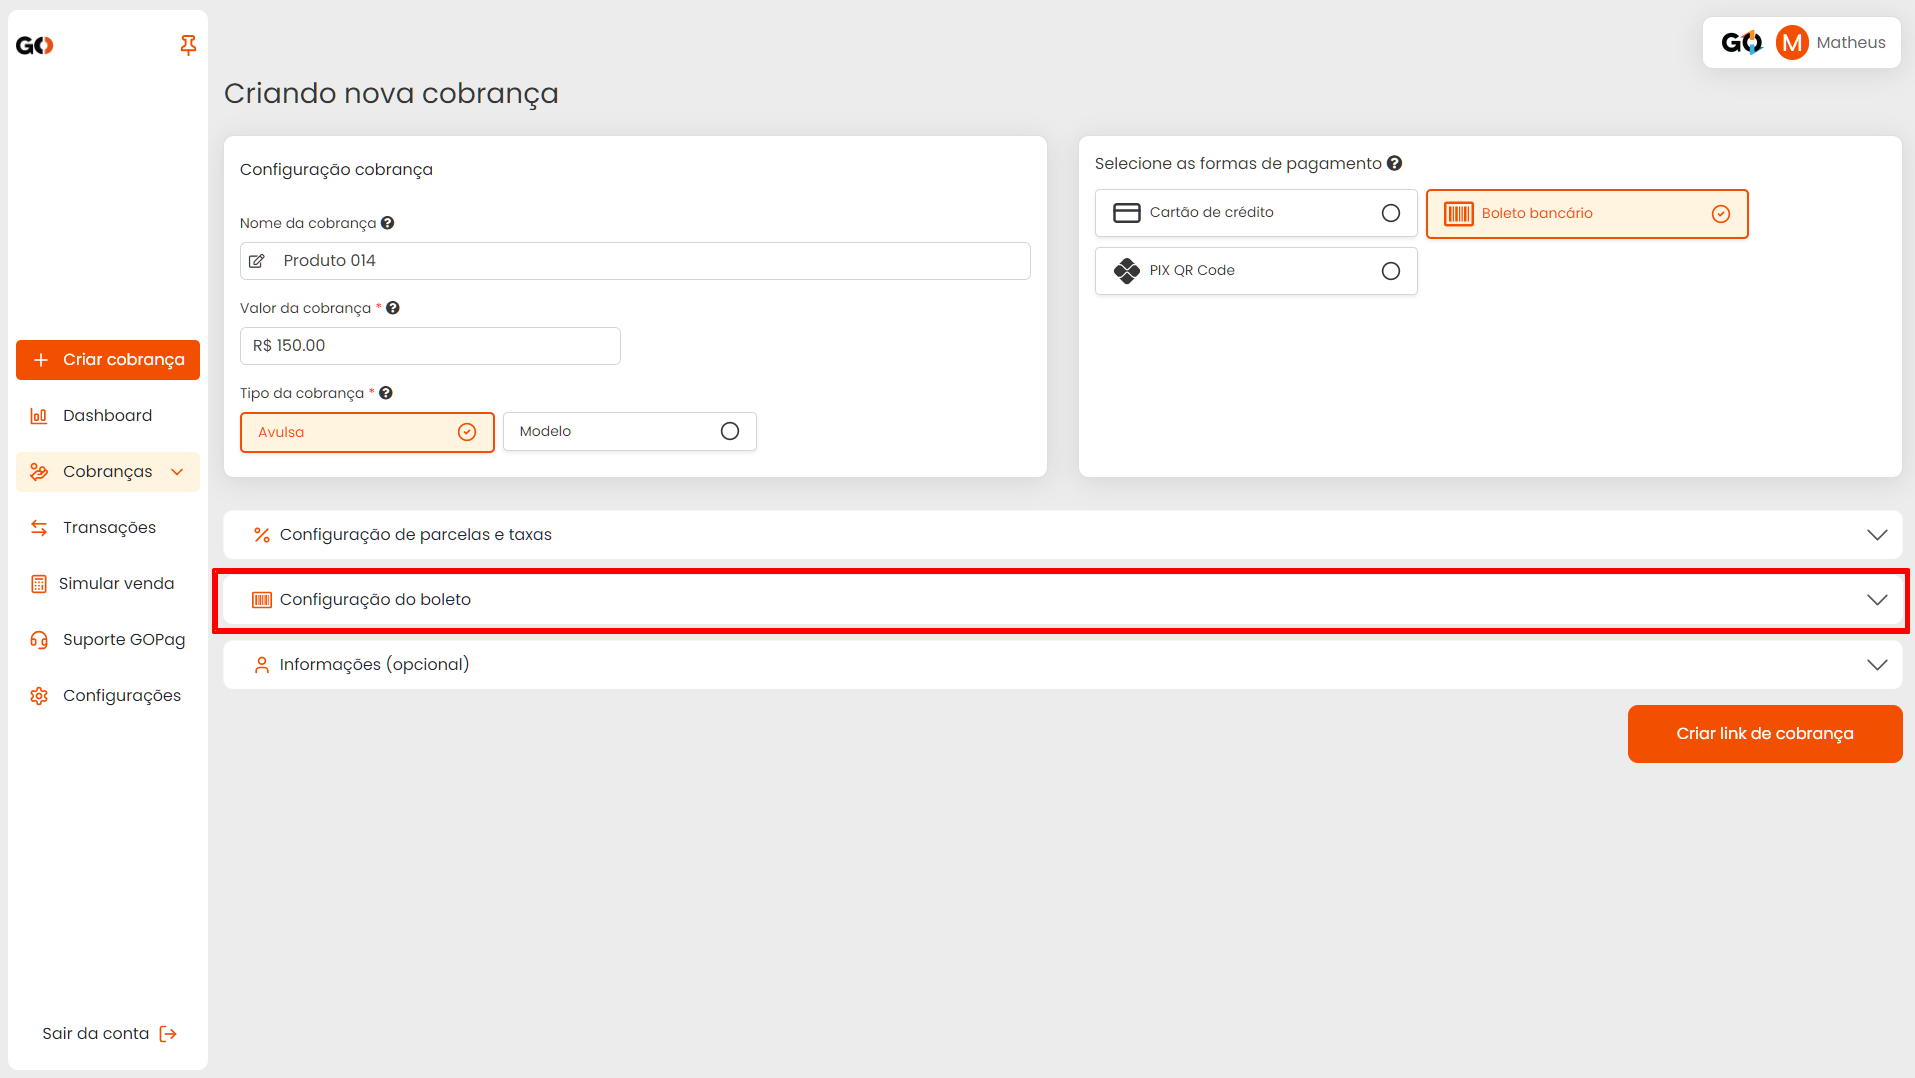 GO
GO M Matheus
Criando nova cobrança
Configuração cobrança
Nome da cobrança
Produto 014
Valor da cobrança *
R$ 150.00
Tipo da cobrança *
Avulsa
Modelo
Selecione as formas de pagamento
Cartão de crédito
Boleto bancário
PIX QR Code
Criar cobrança
Dashboard
Cobranças
Transações
Simular venda
Suporte GOPag
Configurações
Configuração de parcelas e taxas
Configuração do boleto
Informações (opcional)
Criar link de cobrança
Sair da conta